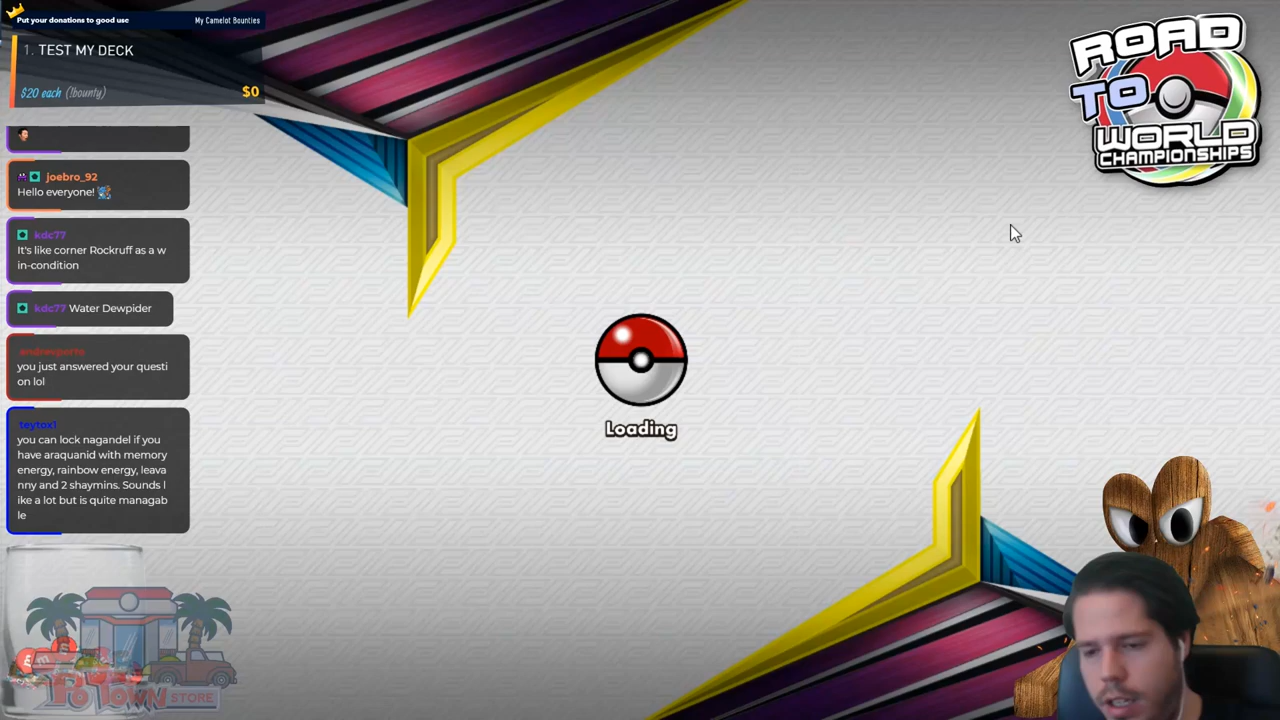 Put your donations to good use
My Camelot Bounties
1. TEST MY DECK
$20 each (!bounty)
$0
joebro_92
Hello everyone!
kdc77
It's like corner Rockruff as a w
in-condition
kdc77 Water Dewpider
you just answered your questi
on lol
teytox1
you can lock nagandel if you
have araquanid with memory
energy, rainbow energy, leava
nny and 2 shaymins. Sounds l
ike a lot but is quite managab
le
Loading
ROAD
TO
WORLD
CHAMPIONSHIPS
PO TOWN
STORE